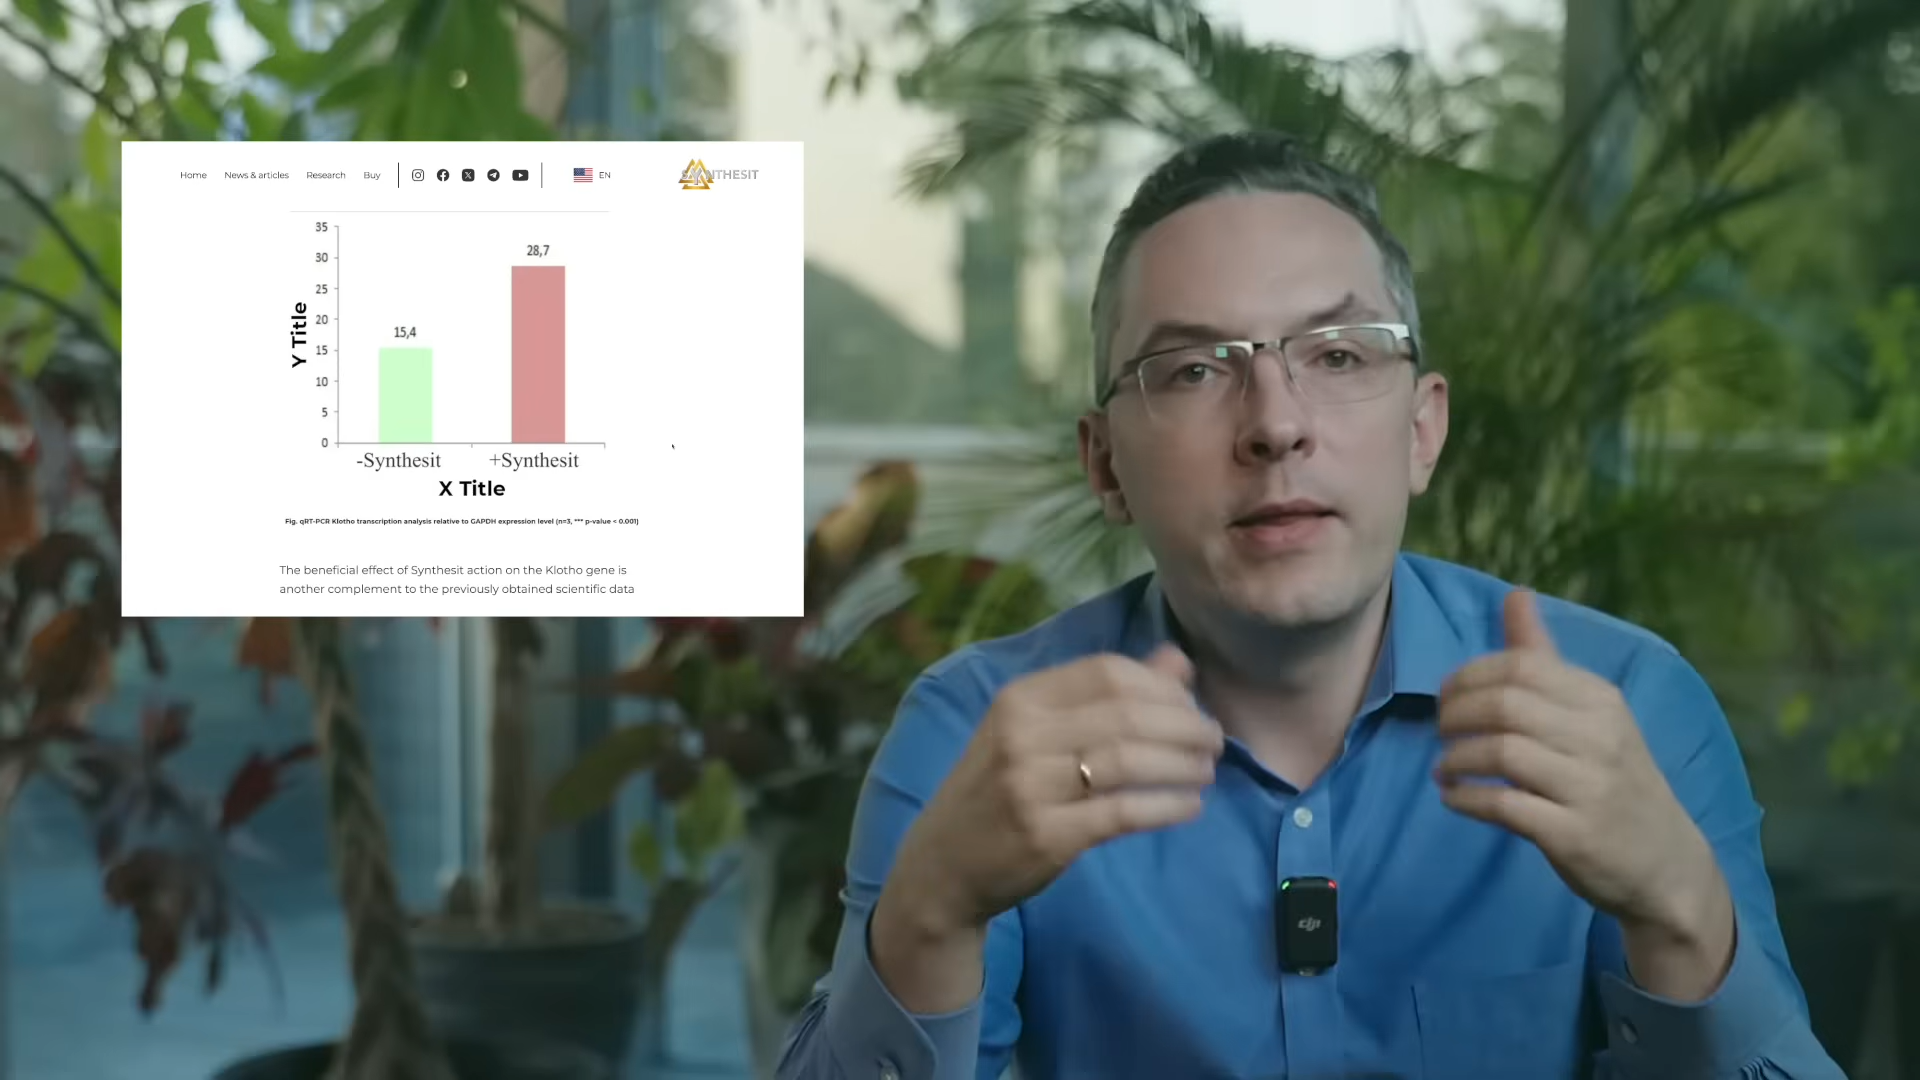 Home News & articles Research Buy EN SYNTHESIT
35
30
25
20
15
10
5
0
Y Title
15,4
28,7
-Synthesit +Synthesit
X Title
Fig. qRT-PCR Klotho transcription analysis relative to GAPDH expression level (n=3, *** p-value < 0.001)
The beneficial effect of Synthesit action on the Klotho gene is
another complement to the previously obtained scientific data
dji